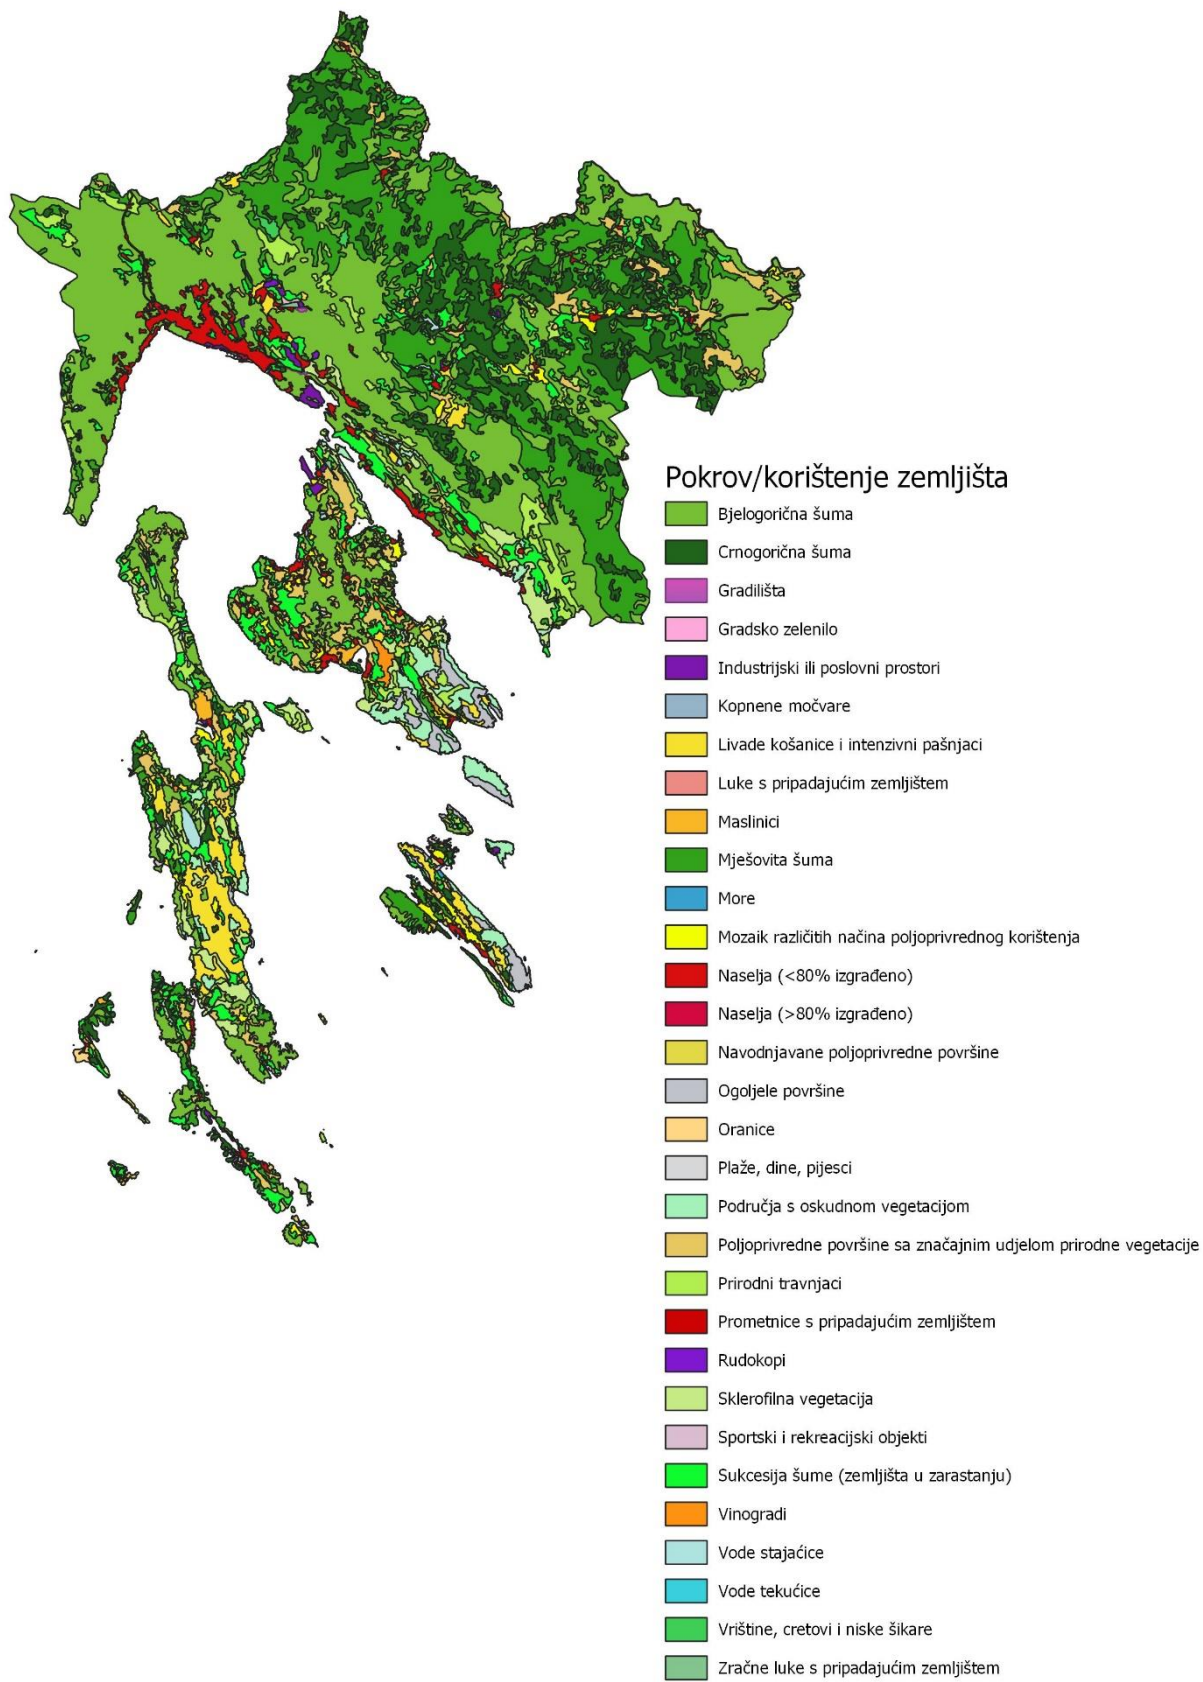 Pokrov/korištenje zemljišta
Bjelogorična šuma
Crnogorična šuma
Gradilišta
Gradsko zelenilo
Industrijski ili poslovni prostori
Kopnene močvare
Livade košanice i intenzivni pašnjaci
Luke s pripadajućim zemljištem
Maslinici
Mješovita šuma
More
Mozaik različitih načina poljoprivrednog korištenja
Naselja (<80% izgrađeno)
Naselja (>80% izgrađeno)
Navodnjavane poljoprivredne površine
Ogoljele površine
Oranice
Plaže, dine, pijesci
Područja s oskudnom vegetacijom
Poljoprivredne površine sa značajnim udjelom prirodne vegetacije
Prirodni travnjaci
Prometnice s pripadajućim zemljištem
Rudokopi
Sklerofilna vegetacija
Sportski i rekreacijski objekti
Sukcesija šume (zemljišta u zarastanju)
Vinogradi
Vode stajaćice
Vode tekućice
Vrištine, cretovi i niske šikare
Zračne luke s pripadajućim zemljištem